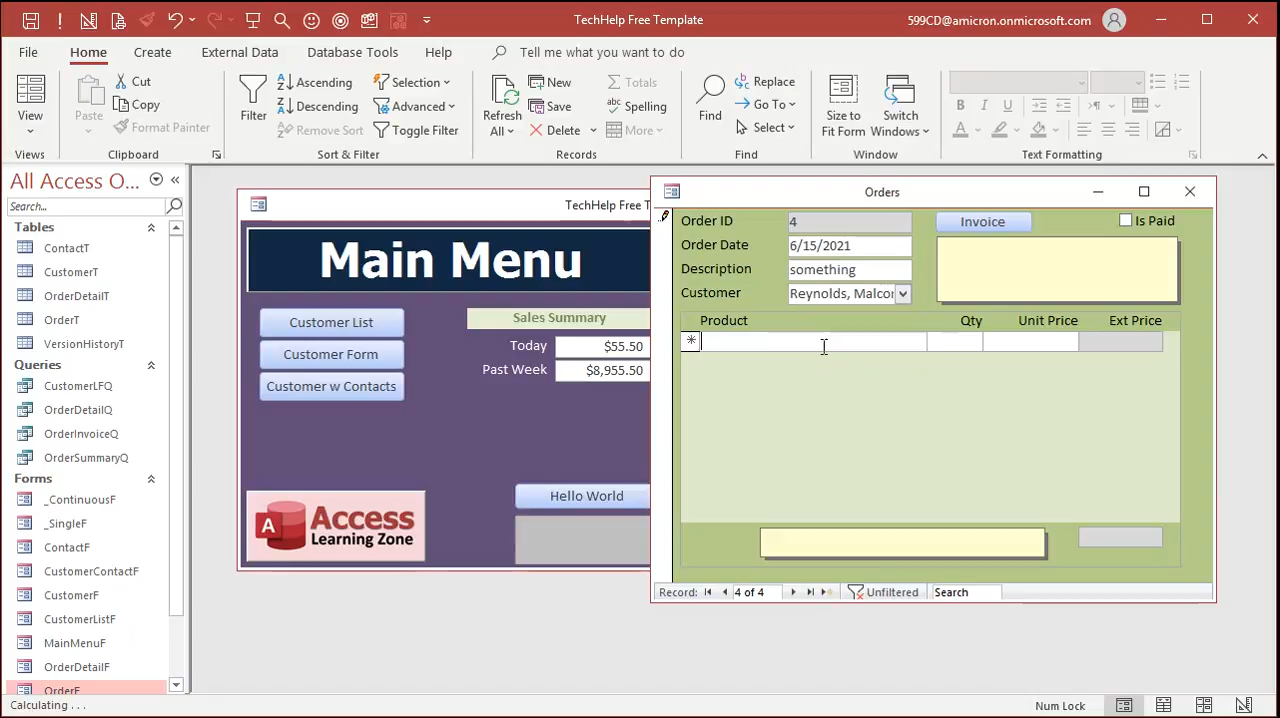 TechHelp Free Template
599CD@amicron.onmicrosoft.com
File Home Create External Data Database Tools Help Tell me what you want to do
View
Views
Paste
Cut
Copy
Format Painter
Clipboard
Filter
Ascending
Descending
Remove Sort
Selection
Advanced
Toggle Filter
Sort & Filter
Refresh
All
New
Save
Delete
Totals
Spelling
More
Records
Find
Replace
Go To
Select
Find
Size to
Fit Form
Switch
Windows
Window
B I U
A
Text Formatting
All Access O...
Search...
Tables
ContactT
CustomerT
OrderDetailT
OrderT
VersionHistoryT
Queries
CustomerLFQ
OrderDetailQ
OrderInvoiceQ
OrderSummaryQ
Forms
_ContinuousF
_SingleF
ContactF
CustomerContactF
CustomerF
CustomerListF
MainMenuF
OrderDetailF
OrderF
TechHelp Free T
Main Menu
Customer List
Customer Form
Customer w Contacts
Sales Summary
Today $55.50
Past Week $8,955.50
Hello World
A Access
Learning Zone
Orders
Order ID 4
Order Date 6/15/2021
Description something
Customer Reynolds, Malcor
Invoice
Is Paid
Product Qty Unit Price Ext Price
Record: 4 of 4 Unfiltered Search
Calculating . . .
Num Lock